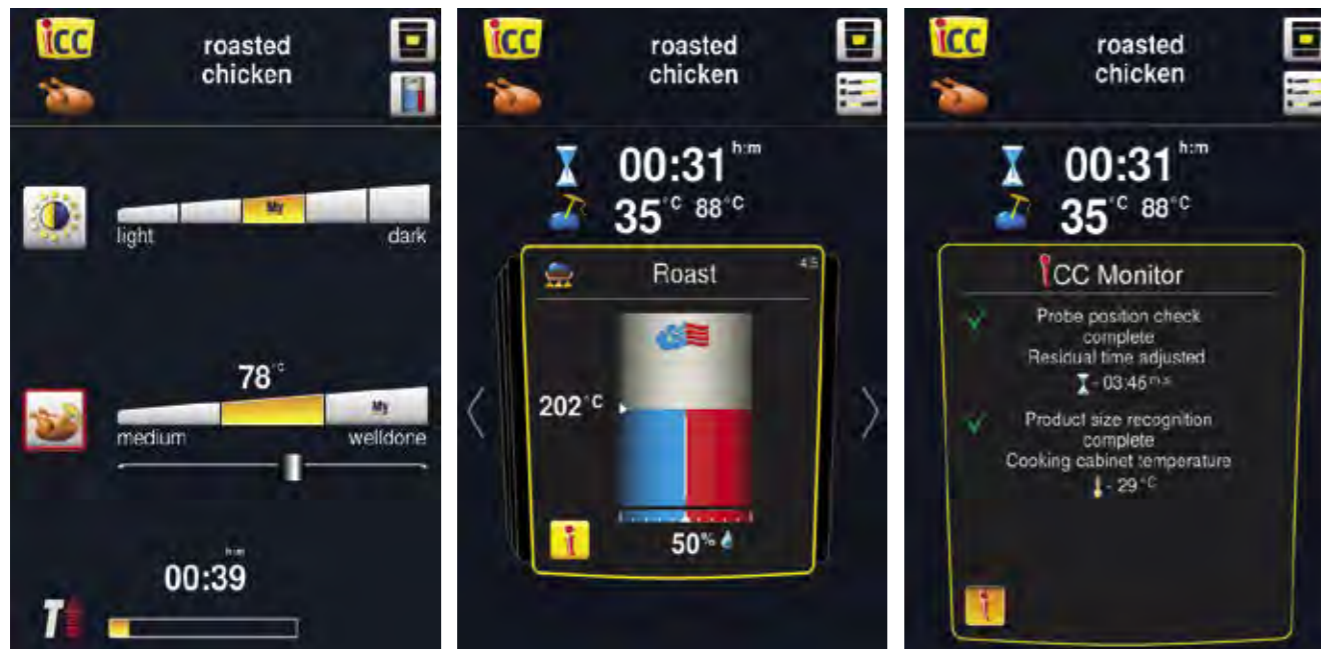 icc
roasted
chicken
My
light dark
78°C
My
medium welldone
h:m
00:39
T
icc
roasted
chicken
00:31 h:m
35°C 88°C
Roast 4.5
202°C
i
50%
icc
roasted
chicken
00:31 h:m
35°C 88°C
iCC Monitor
Probe position check
complete
Residual time adjusted
- 03:46 m:s
Product size recognition
complete
Cooking cabinet temperature
- 29°C
i